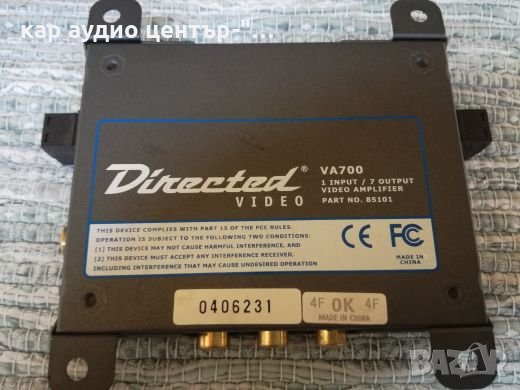 кар аудио център-"...
Directed®
VIDEO
VA700
1 INPUT / 7 OUTPUT
VIDEO AMPLIFIER
PART NO. 85101
THIS DEVICE COMPLIES WITH PART 15 OF THE FCC RULES.
OPERATION IS SUBJECT TO THE FOLLOWING TWO CONDITIONS:
[1] THIS DEVICE MAY NOT CAUSE HARMFUL INTERFERENCE, AND
[2] THIS DEVICE MUST ACCEPT ANY INTERFERENCE RECEIVED,
INCLUDING INTERFERENCE THAT MAY CAUSE UNDESIRED OPERATION
CE FC
MADE IN
CHINA
0406231
4F OK 4F
MADE IN CHINA
BAZAR